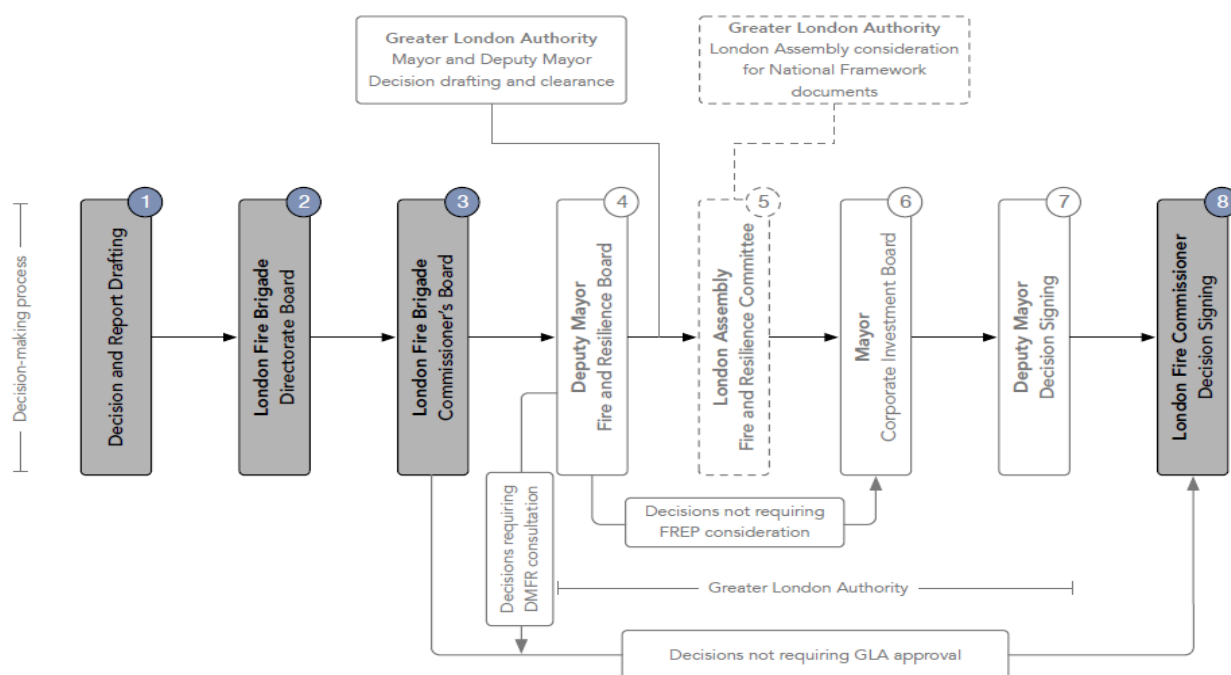 Greater London Authority
Mayor and Deputy Mayor
Decision drafting and clearance
Greater London Authority
London Assembly consideration
for National Framework
documents
Decision-making process
1
Decision and Report Drafting
2
London Fire Brigade
Directorate Board
3
London Fire Brigade
Commissioner's Board
4
Deputy Mayor
Fire and Resilience Board
5
London Assembly
Fire and Resilience Committee
6
Mayor
Corporate Investment Board
7
Deputy Mayor
Decision Signing
8
London Fire Commissioner
Decision Signing
Decisions requiring
DMFR consultation
Decisions not requiring
FREP consideration
Greater London Authority
Decisions not requiring GLA approval